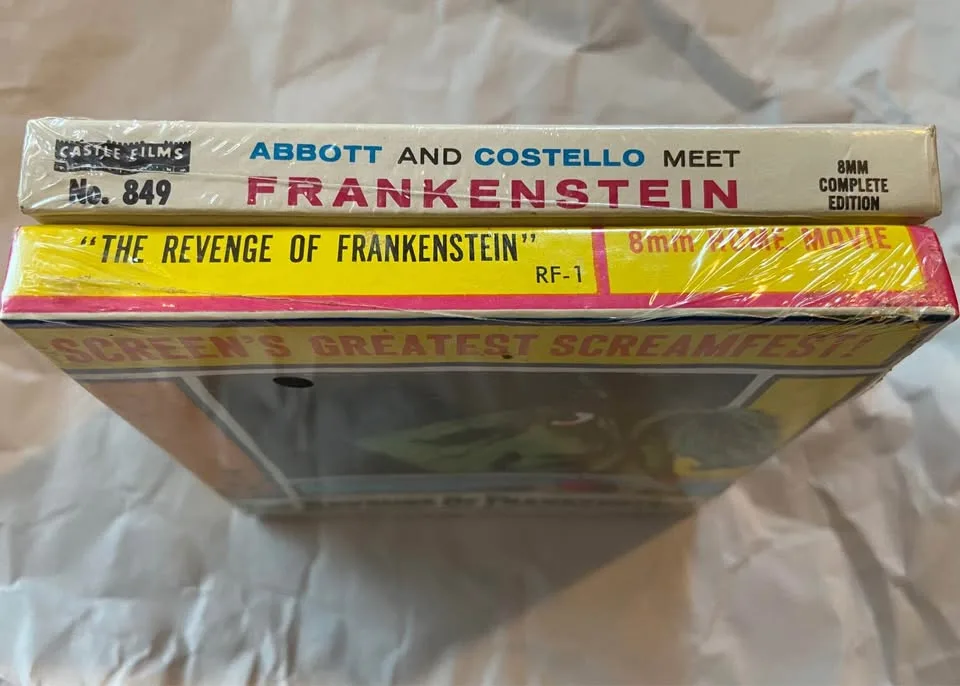 CASTLE FILMS
No. 849
ABBOTT AND COSTELLO MEET
FRANKENSTEIN
8MM
COMPLETE
EDITION
"THE REVENGE OF FRANKENSTEIN"
RF-1
8mm HOME MOVIE
SCREEN'S GREATEST SCREAMFEST!